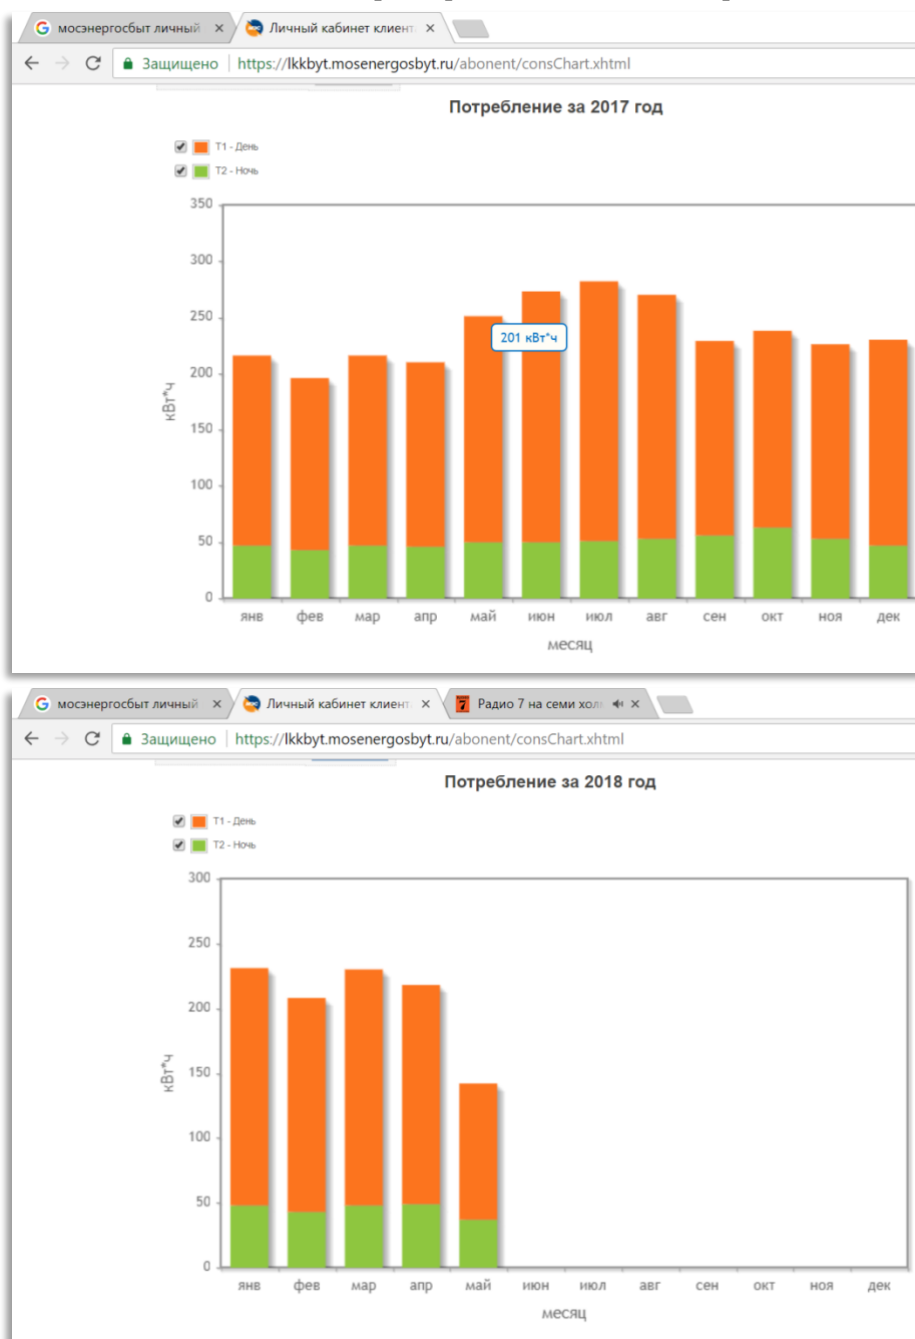 мосэнергосбыт личный
Личный кабинет клиент
Защищено https://lkkbyt.mosenergosbyt.ru/abonent/consChart.xhtml
Потребление за 2017 год
Т1 - День
Т2 - Ночь
350
300
250
201 кВт*ч
200
150
100
50
0
кВт*ч
янв фев мар апр май июн июл авг сен окт ноя дек
месяц
мосэнергосбыт личный
Личный кабинет клиент
7 Радио 7 на семи хол
Защищено https://lkkbyt.mosenergosbyt.ru/abonent/consChart.xhtml
Потребление за 2018 год
Т1 - День
Т2 - Ночь
300
250
200
150
100
50
0
кВт*ч
янв фев мар апр май июн июл авг сен окт ноя дек
месяц